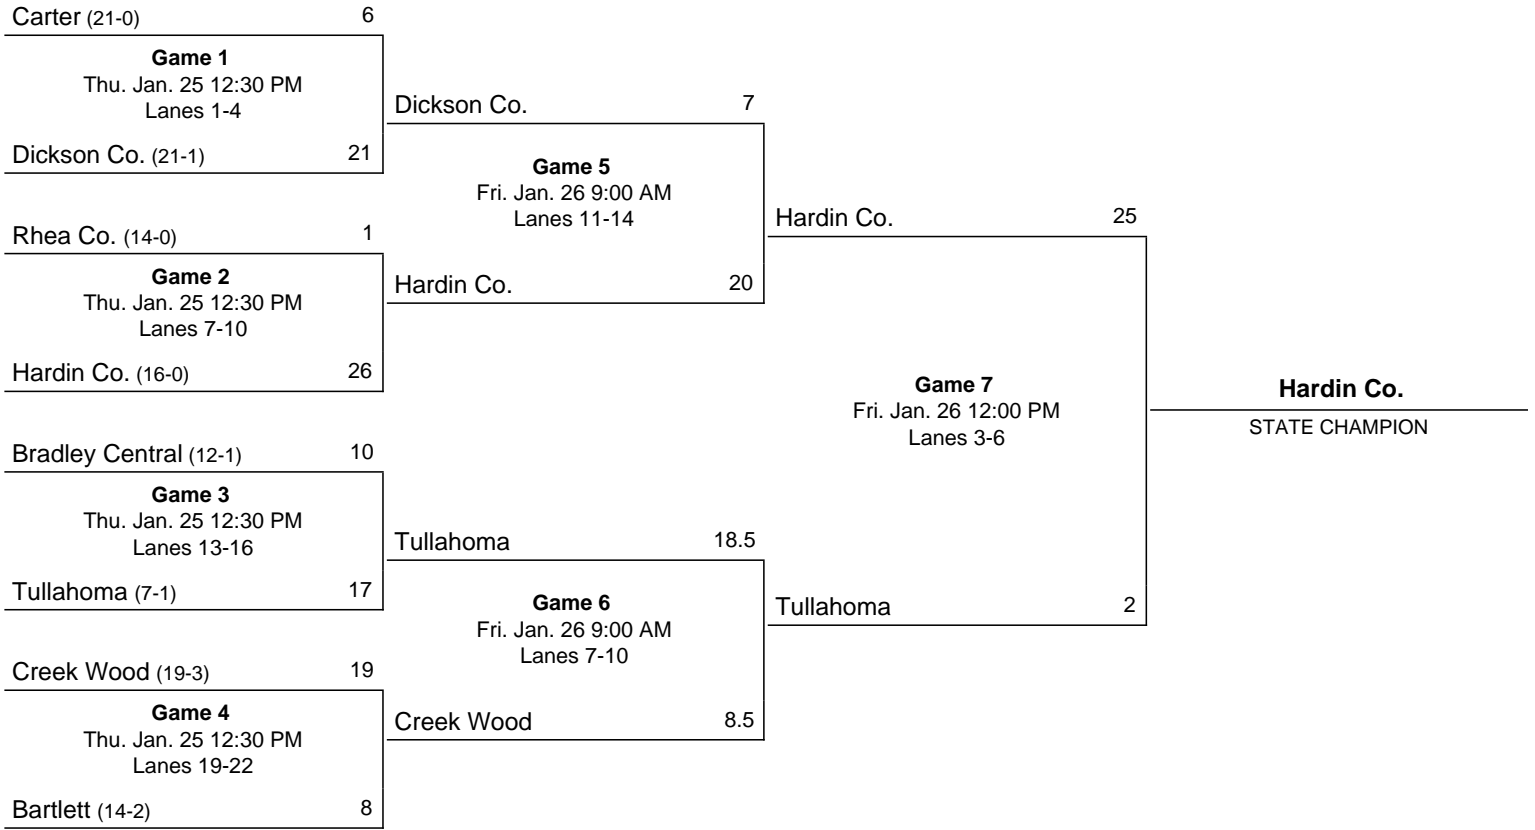 Carter (21-0) 6
Game 1
Thu. Jan. 25 12:30 PM
Lanes 1-4
Dickson Co. (21-1) 21
Rhea Co. (14-0) 1
Game 2
Thu. Jan. 25 12:30 PM
Lanes 7-10
Hardin Co. (16-0) 26
Bradley Central (12-1) 10
Game 3
Thu. Jan. 25 12:30 PM
Lanes 13-16
Tullahoma (7-1) 17
Creek Wood (19-3) 19
Game 4
Thu. Jan. 25 12:30 PM
Lanes 19-22
Bartlett (14-2) 8
Dickson Co. 7
Game 5
Fri. Jan. 26 9:00 AM
Lanes 11-14
Hardin Co. 20
Tullahoma 18.5
Game 6
Fri. Jan. 26 9:00 AM
Lanes 7-10
Creek Wood 8.5
Hardin Co. 25
Game 7
Fri. Jan. 26 12:00 PM
Lanes 3-6
Tullahoma 2
Hardin Co.
STATE CHAMPION